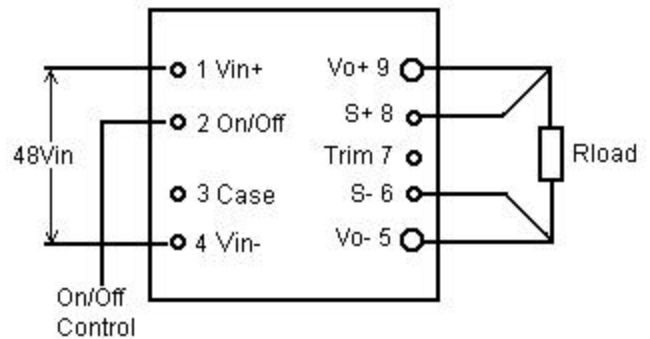 1 Vin+
Vo+ 9
2 On/Off
S+ 8
48Vin
Trim 7
Rload
3 Case
S- 6
4 Vin-
Vo- 5
On/Off
Control